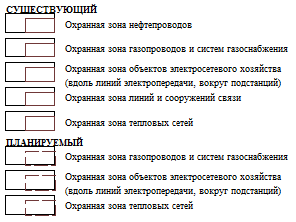 СУЩЕСТВУЮЩИЙ
Охранная зона нефтепроводов
Охранная зона газопроводов и систем газоснабжения
Охранная зона объектов электросетевого хозяйства
(вдоль линий электропередачи, вокруг подстанций)
Охранная зона линий и сооружений связи
Охранная зона тепловых сетей
ПЛАНИРУЕМЫЙ
Охранная зона газопроводов и систем газоснабжения
Охранная зона объектов электросетевого хозяйства
(вдоль линий электропередачи, вокруг подстанций)
Охранная зона тепловых сетей